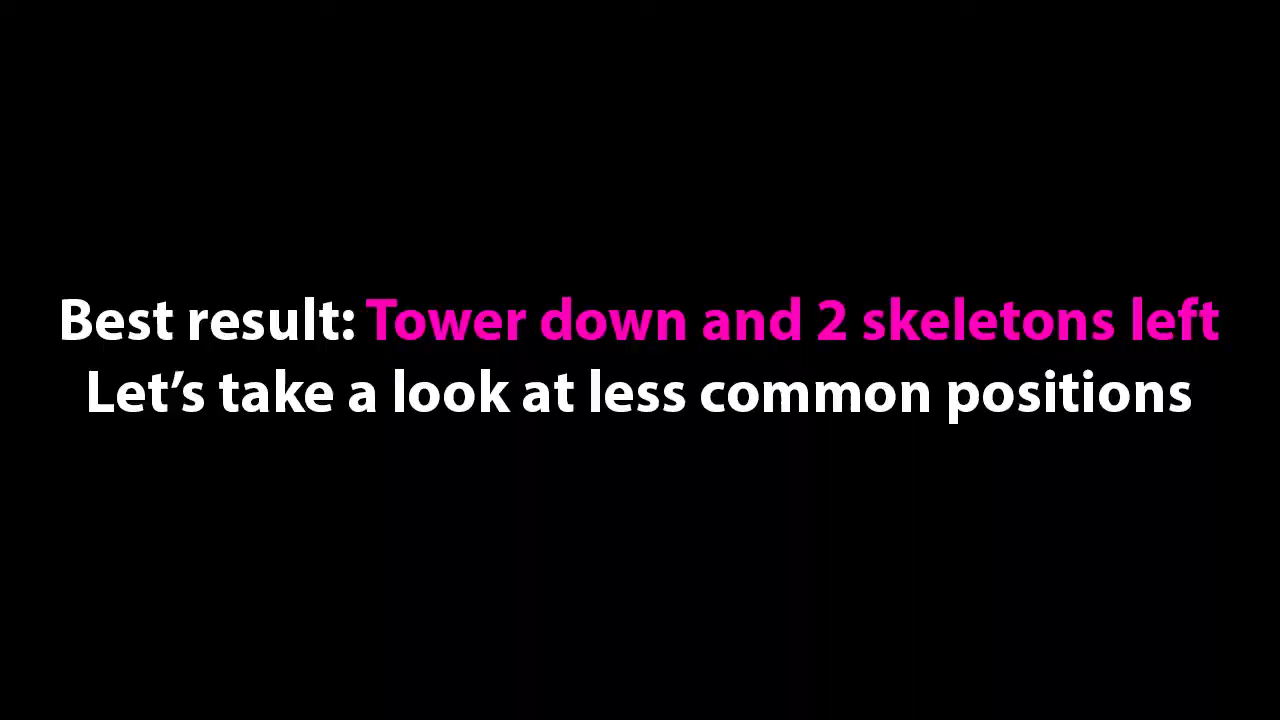 Best result: Tower down and 2 skeletons left
Let’s take a look at less common positions